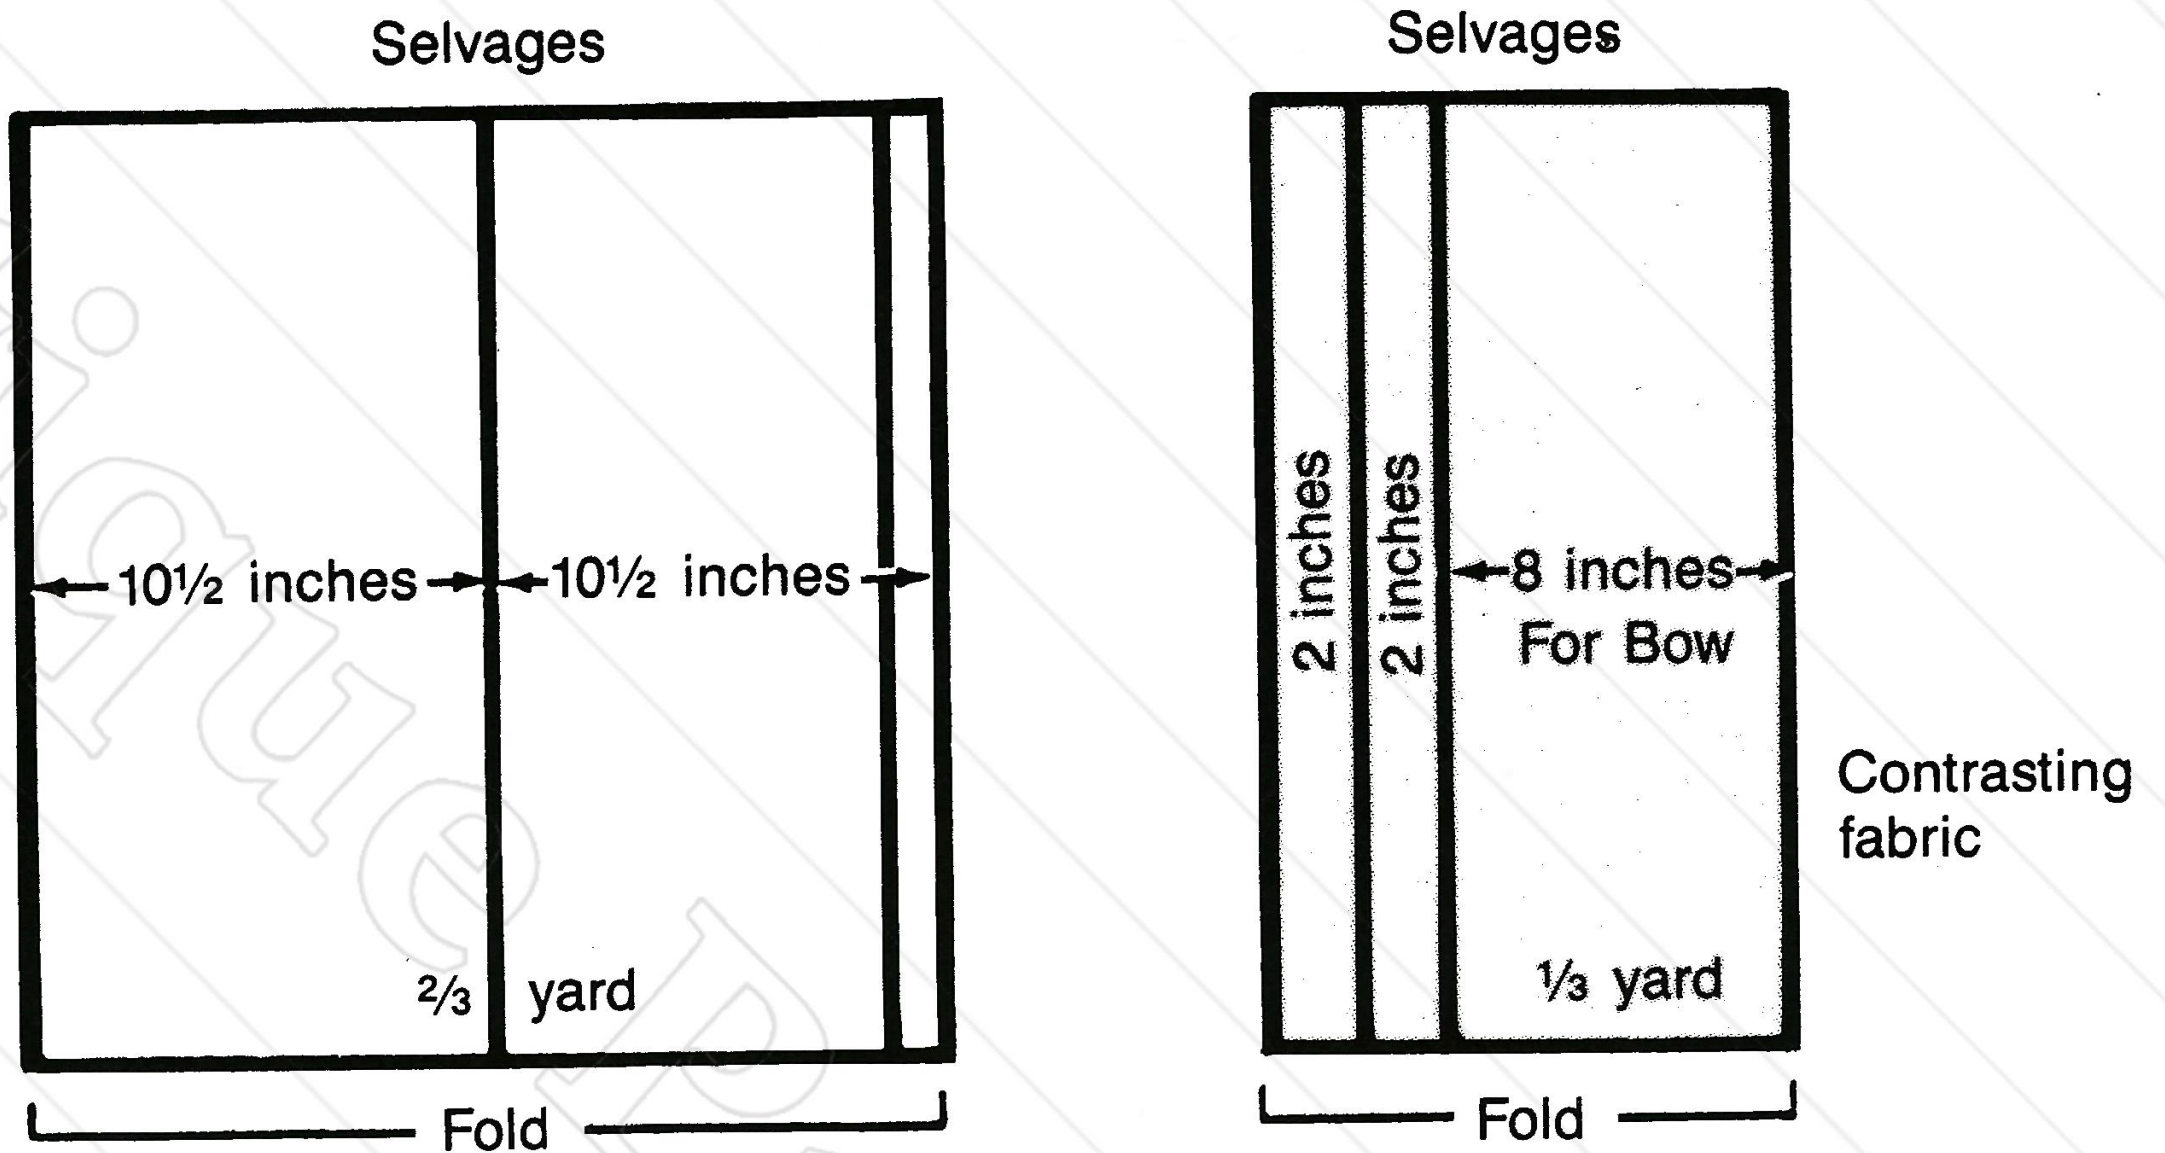 Selvages
10½ inches
10½ inches
⅔ yard
Fold
Selvages
2 inches
2 inches
8 inches
For Bow
⅓ yard
Fold
Contrasting
fabric